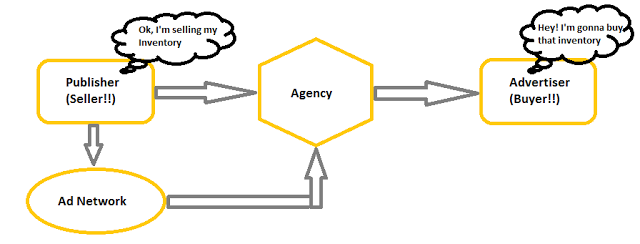 Ok, I'm selling my
Inventory
Hey! I'm gonna buy
that inventory
Publisher
(Seller!!)
Agency
Advertiser
(Buyer!!)
Ad Network